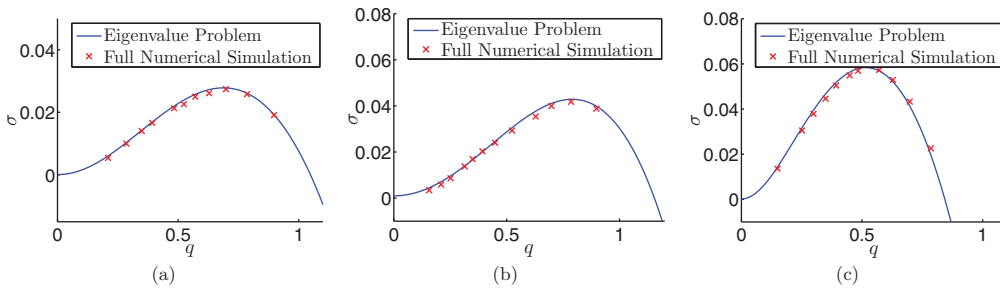 0.04
0.02
0
σ
0
0.5
1
q
Eigenvalue Problem
Full Numerical Simulation
(a)
0.08
0.06
0.04
0.02
0
σ
0
0.5
1
q
Eigenvalue Problem
Full Numerical Simulation
(b)
0.08
0.06
0.04
0.02
0
σ
0
0.5
1
q
Eigenvalue Problem
Full Numerical Simulation
(c)